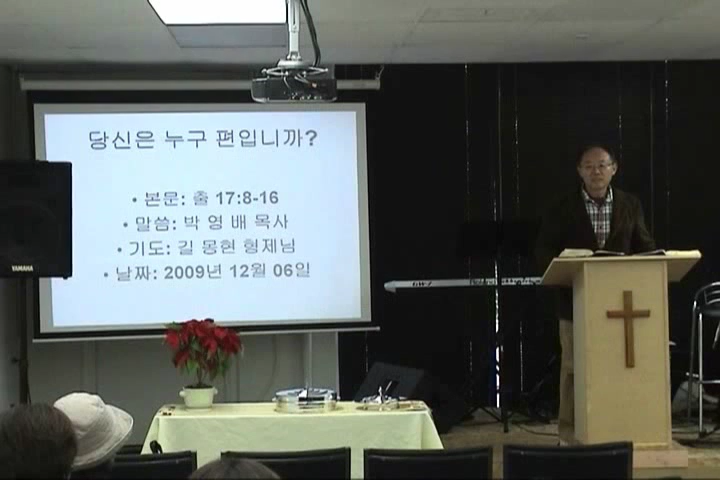 당신은 누구 편입니까?
• 본문: 출 17:8-16
• 말씀: 박 영 배 목사
• 기도: 길 몽현 형제님
• 날짜: 2009년 12월 06일
YAMAHA